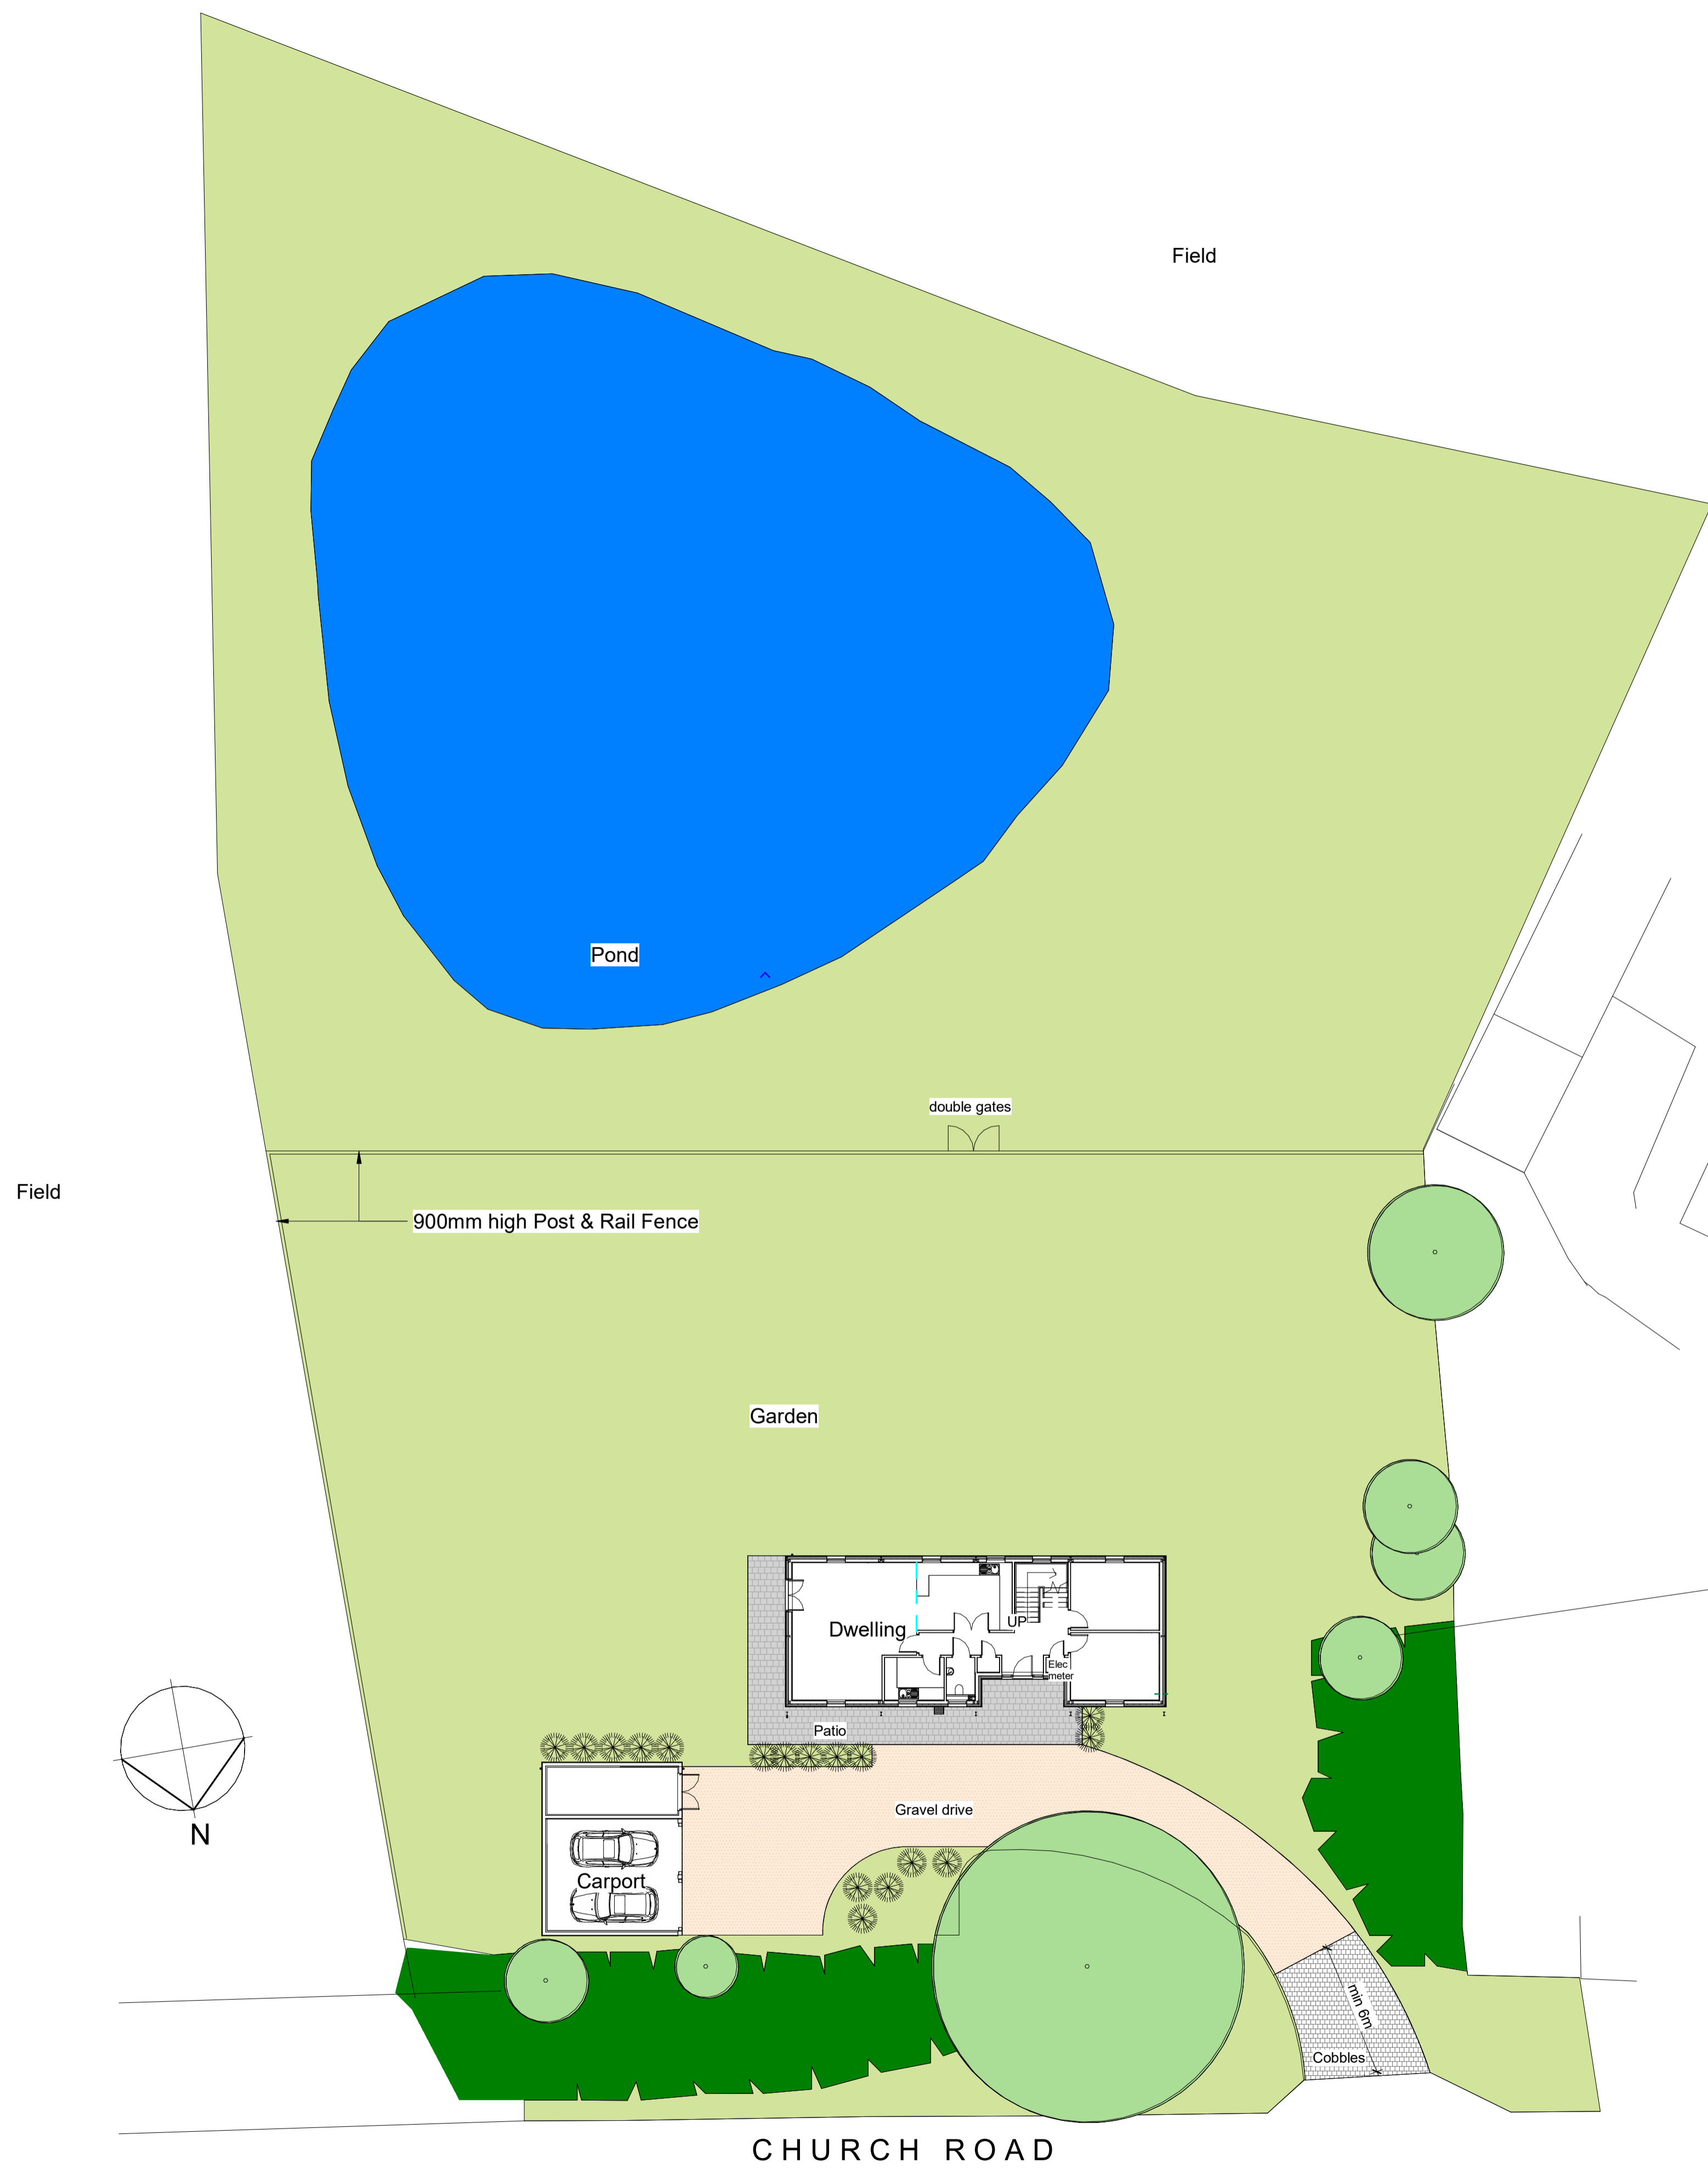 Field
Pond
double gates
Field
900mm high Post & Rail Fence
Garden
Dwelling
UP
Elec
meter
Patio
Gravel drive
N
Carport
min 6m
Cobbles
CHURCH ROAD